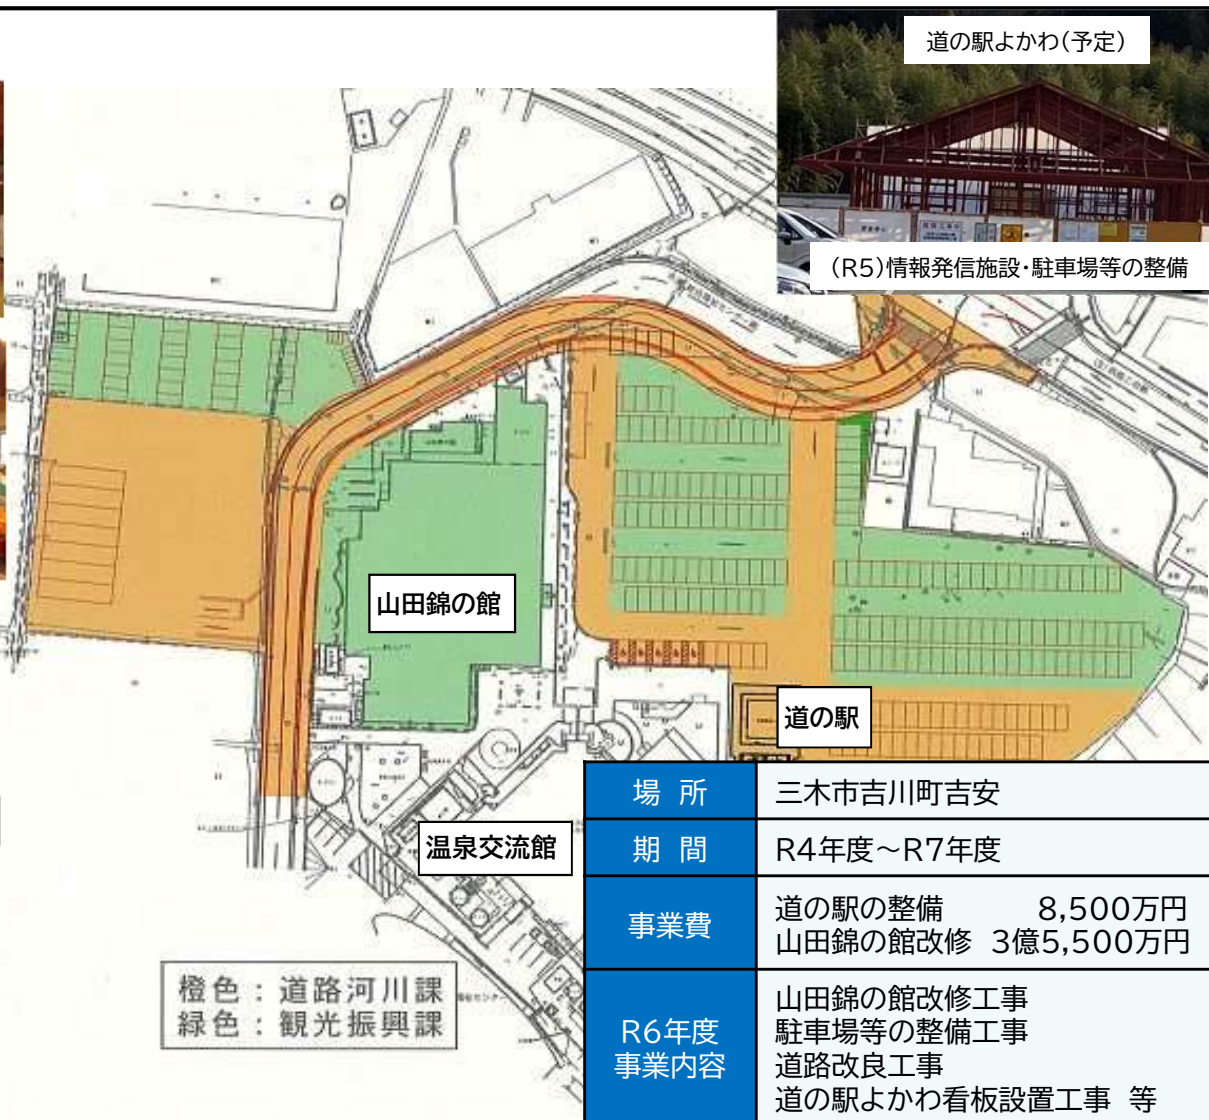 道の駅よかわ(予定)
(R5)情報発信施設・駐車場等の整備
山田錦の館
道の駅
温泉交流館
橙色：道路河川課
緑色：観光振興課
場 所
三木市吉川町吉安
期 間
R4年度～R7年度
事業費
道の駅の整備 8,500万円
山田錦の館改修 3億5,500万円
R6年度
事業内容
山田錦の館改修工事
駐車場等の整備工事
道路改良工事
道の駅よかわ看板設置工事 等